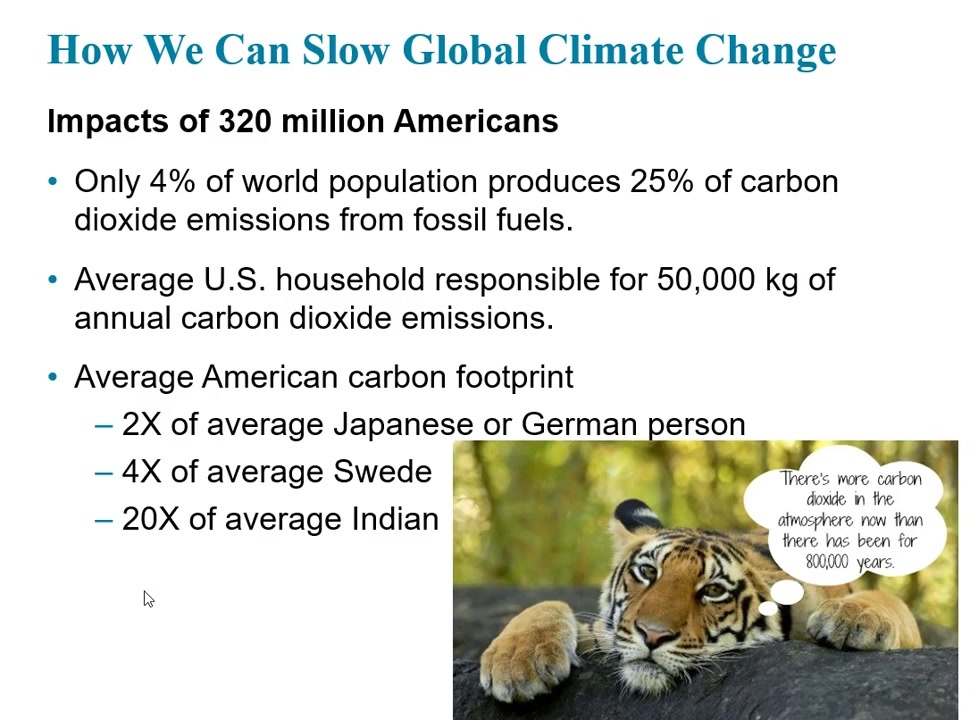 How We Can Slow Global Climate Change
Impacts of 320 million Americans
• Only 4% of world population produces 25% of carbon
dioxide emissions from fossil fuels.
• Average U.S. household responsible for 50,000 kg of
annual carbon dioxide emissions.
• Average American carbon footprint
– 2X of average Japanese or German person
– 4X of average Swede
– 20X of average Indian
There's more carbon
dioxide in the
atmosphere now than
there has been for
800,000 years.